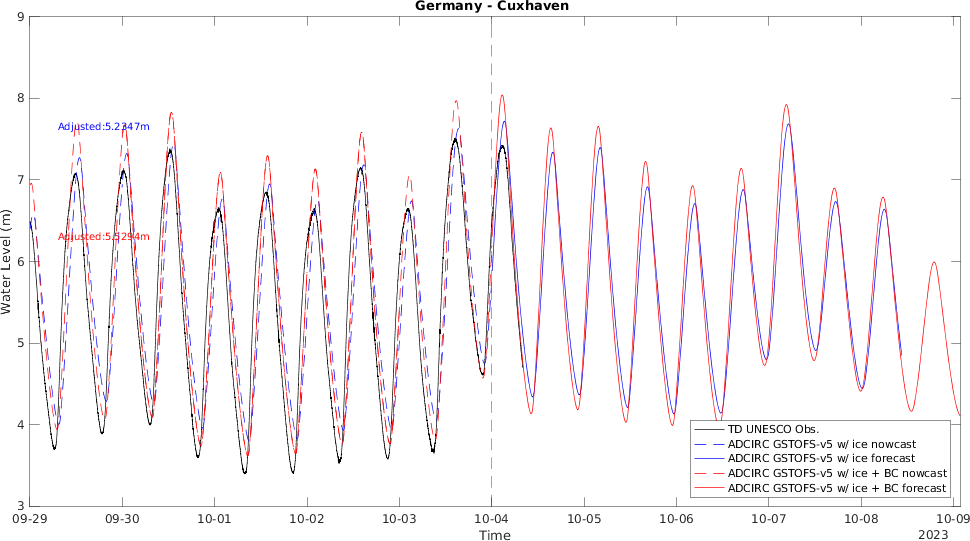 Germany - Cuxhaven
9
8
7
6
5
4
3
Water Level (m)
Adjusted:5.2347m
Adjusted:5.5294m
TD UNESCO Obs.
ADCIRC GSTOFS-v5 w/ ice nowcast
ADCIRC GSTOFS-v5 w/ ice forecast
ADCIRC GSTOFS-v5 w/ ice + BC nowcast
ADCIRC GSTOFS-v5 w/ ice + BC forecast
09-29 09-30 10-01 10-02 10-03 10-04 10-05 10-06 10-07 10-08 10-09
Time
2023